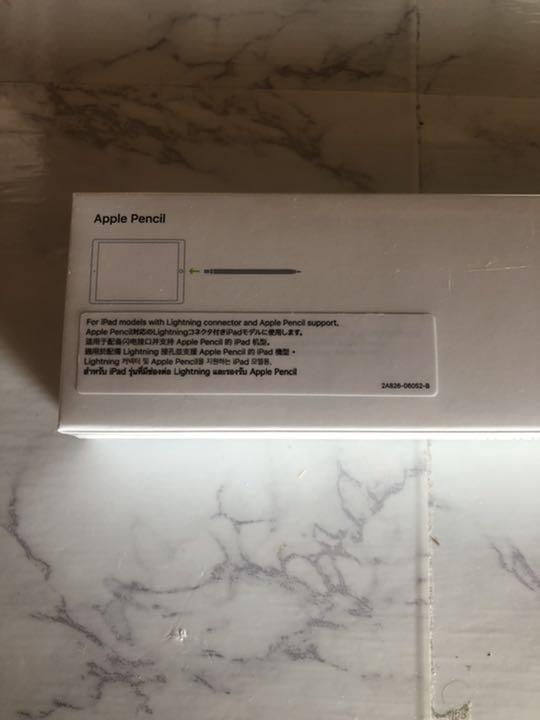 Apple Pencil
For iPad models with Lightning connector and Apple Pencil support.
Apple Pencil対応のLightningコネクタ付きiPadモデルに使用します。
适用于配备闪电接口并支持 Apple Pencil 的 iPad 机型。
適用於配備 Lightning 接孔並支援 Apple Pencil 的 iPad 機型。
Lightning 커넥터 및 Apple Pencil을 지원하는 iPad 모델용.
สำหรับ iPad รุ่นที่มีช่องต่อ Lightning และรองรับ Apple Pencil
2A826-06052-B